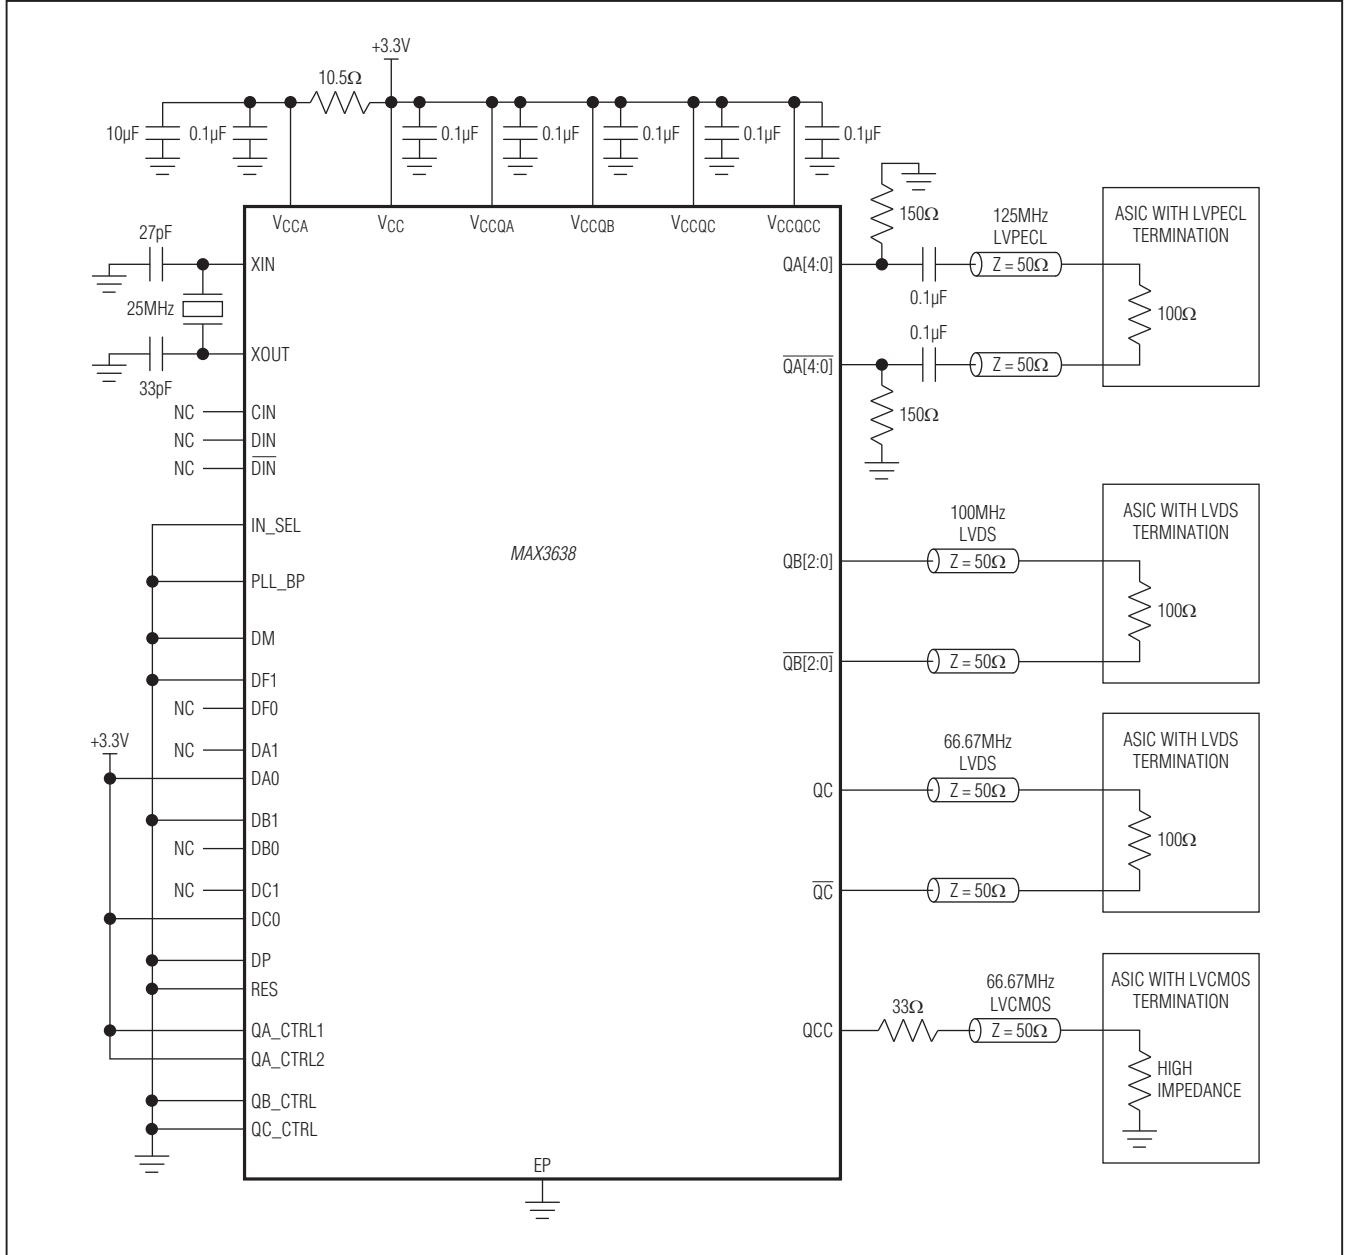 +3.3V
10.5Ω
10µF
0.1µF
0.1µF
0.1µF
0.1µF
0.1µF
0.1µF
VCCA
VCC
VCCQA
VCCQB
VCCQC
VCCQCC
27pF
XIN
25MHz
XOUT
33pF
NC
CIN
NC
DIN
NC
DIN
IN_SEL
PLL_BP
DM
DF1
NC
DF0
+3.3V
NC
DA1
DA0
DB1
NC
DB0
NC
DC1
DC0
DP
RES
QA_CTRL1
QA_CTRL2
QB_CTRL
QC_CTRL
MAX3638
EP
150Ω
QA[4:0]
0.1µF
125MHz
LVPECL
Z = 50Ω
ASIC WITH LVPECL
TERMINATION
100Ω
0.1µF
QA[4:0]
Z = 50Ω
150Ω
100MHz
LVDS
QB[2:0]
Z = 50Ω
ASIC WITH LVDS
TERMINATION
100Ω
QB[2:0]
Z = 50Ω
66.67MHz
LVDS
QC
Z = 50Ω
ASIC WITH LVDS
TERMINATION
100Ω
QC
Z = 50Ω
66.67MHz
LVCMOS
QCC
33Ω
Z = 50Ω
ASIC WITH LVCMOS
TERMINATION
HIGH
IMPEDANCE